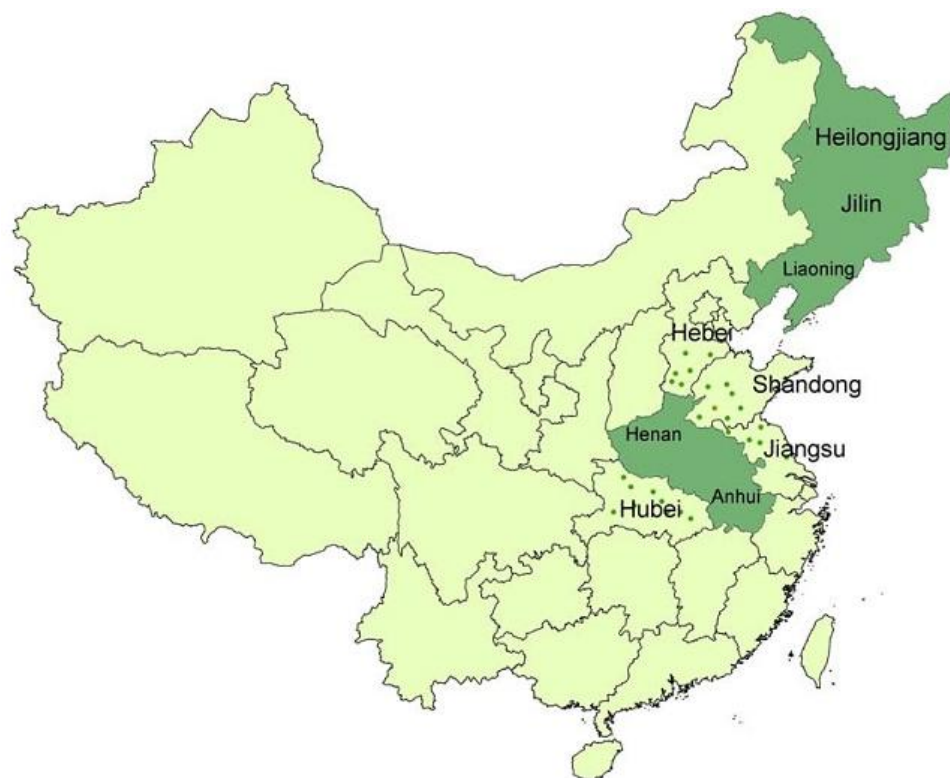 Heilongjiang
Jilin
Liaoning
Hebei
Shandong
Henan
Jiangsu
Anhui
Hubei